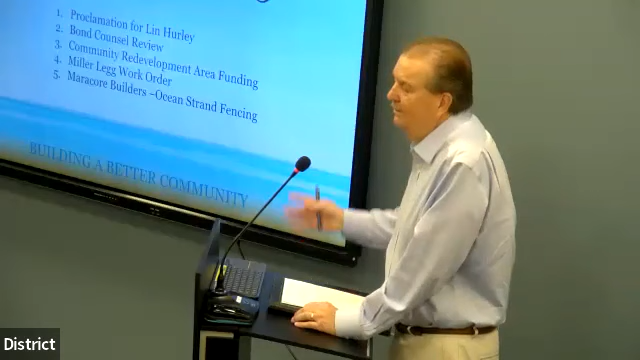 1. Proclamation for Lin Hurley
2. Bond Counsel Review
3. Community Redevelopment Area Funding
4. Miller Legg Work Order
5. Maracore Builders –Ocean Strand Fencing
BUILDING A BETTER COMMUNITY
District